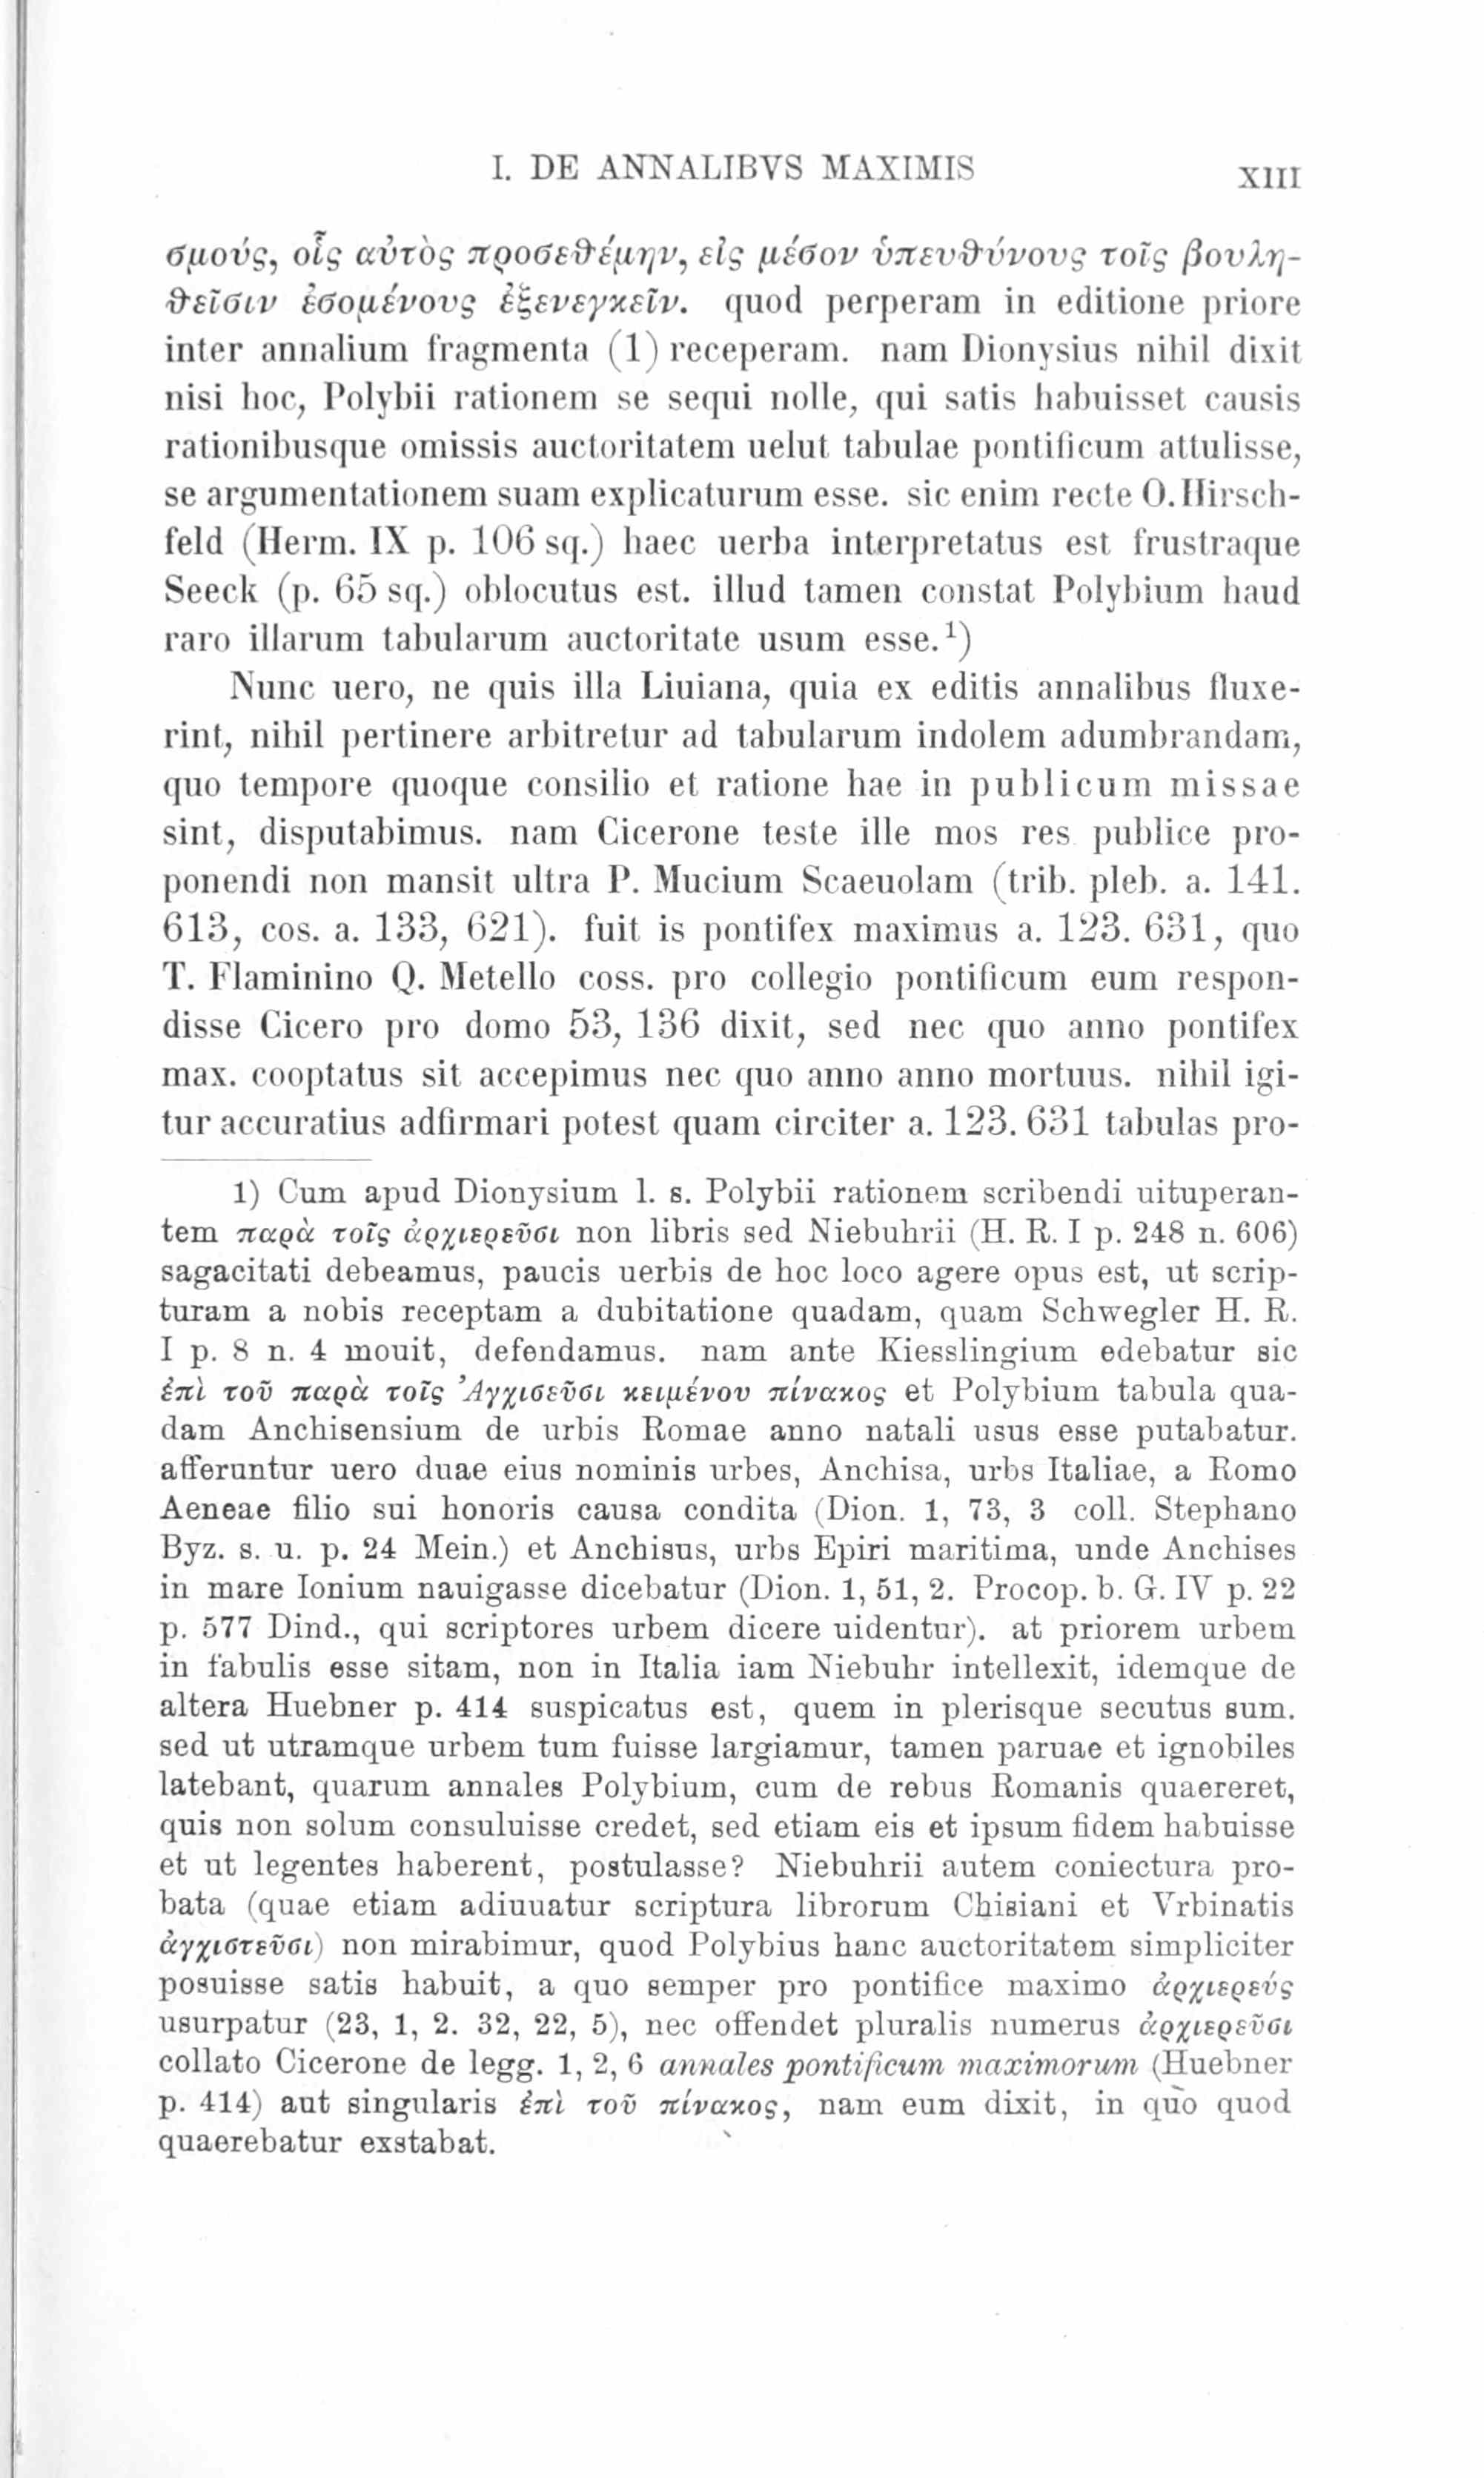 I. DE ANNALIBVS MAXIMIS XIII
σμούς, οἷς αὐτὸς προσεϑέμην, εἰς μέσον ὑπευϑύνους τοῖς βουλη-
ϑεῖσιν ἐσομένους ἐξενεγκεῖν. quod perperam in editione priore
inter annalium fragmenta (1) receperam. nam Dionysius nihil dixit
nisi hoc, Polybii rationem se sequi nolle, qui satis habuisset causis
rationibusque omissis auctoritatem uelut tabulae pontificum attulisse,
se argumentationem suam explicaturum esse. sic enim recte O. Hirsch-
feld (Herm. IX p. 106 sq.) haec uerba interpretatus est frustraque
Seeck (p. 65 sq.) oblocutus est. illud tamen constat Polybium haud
raro illarum tabularum auctoritate usum esse.¹)
Nunc uero, ne quis illa Liuiana, quia ex editis annalibus fluxe-
rint, nihil pertinere arbitretur ad tabularum indolem adumbrandam,
quo tempore quoque consilio et ratione hae in publicum missae
sint, disputabimus. nam Cicerone teste ille mos res publice pro-
ponendi non mansit ultra P. Mucium Scaeuolam (trib. pleb. a. 141.
613, cos. a. 133, 621). fuit is pontifex maximus a. 123. 631, quo
T. Flaminino Q. Metello coss. pro collegio pontificum eum respon-
disse Cicero pro domo 53, 136 dixit, sed nec quo anno pontifex
max. cooptatus sit accepimus nec quo anno anno mortuus. nihil igi-
tur accuratius adfirmari potest quam circiter a. 123. 631 tabulas pro-
1) Cum apud Dionysium l. s. Polybii rationem scribendi uituperan-
tem παρὰ τοῖς ἀρχιερεῦσι non libris sed Niebuhrii (H. R. I p. 248 n. 606)
sagacitati debeamus, paucis uerbis de hoc loco agere opus est, ut scrip-
turam a nobis receptam a dubitatione quadam, quam Schwegler H. R.
I p. 8 n. 4 mouit, defendamus. nam ante Kiesslingium edebatur sic
ἐπὶ τοῦ παρὰ τοῖς Ἀγχισεῦσι κειμένου πίνακος et Polybium tabula qua-
dam Anchisensium de urbis Romae anno natali usus esse putabatur.
afferuntur uero duae eius nominis urbes, Anchisa, urbs Italiae, a Romo
Aeneae filio sui honoris causa condita (Dion. 1, 73, 3 coll. Stephano
Byz. s. u. p. 24 Mein.) et Anchisus, urbs Epiri maritima, unde Anchises
in mare Ionium nauigasse dicebatur (Dion. 1, 51, 2. Procop. b. G. IV p. 22
p. 577 Dind., qui scriptores urbem dicere uidentur). at priorem urbem
in fabulis esse sitam, non in Italia iam Niebuhr intellexit, idemque de
altera Huebner p. 414 suspicatus est, quem in plerisque secutus sum.
sed ut utramque urbem tum fuisse largiamur, tamen paruae et ignobiles
latebant, quarum annales Polybium, cum de rebus Romanis quaereret,
quis non solum consuluisse credet, sed etiam eis et ipsum fidem habuisse
et ut legentes haberent, postulasse? Niebuhrii autem coniectura pro-
bata (quae etiam adiuuatur scriptura librorum Chisiani et Vrbinatis
ἀγχιστεῦσι) non mirabimur, quod Polybius hanc auctoritatem simpliciter
posuisse satis habuit, a quo semper pro pontifice maximo ἀρχιερεύς
usurpatur (23, 1, 2. 32, 22, 5), nec offendet pluralis numerus ἀρχιερεῦσι
collato Cicerone de legg. 1, 2, 6 annales pontificum maximorum (Huebner
p. 414) aut singularis ἐπὶ τοῦ πίνακος, nam eum dixit, in quo quod
quaerebatur exstabat.